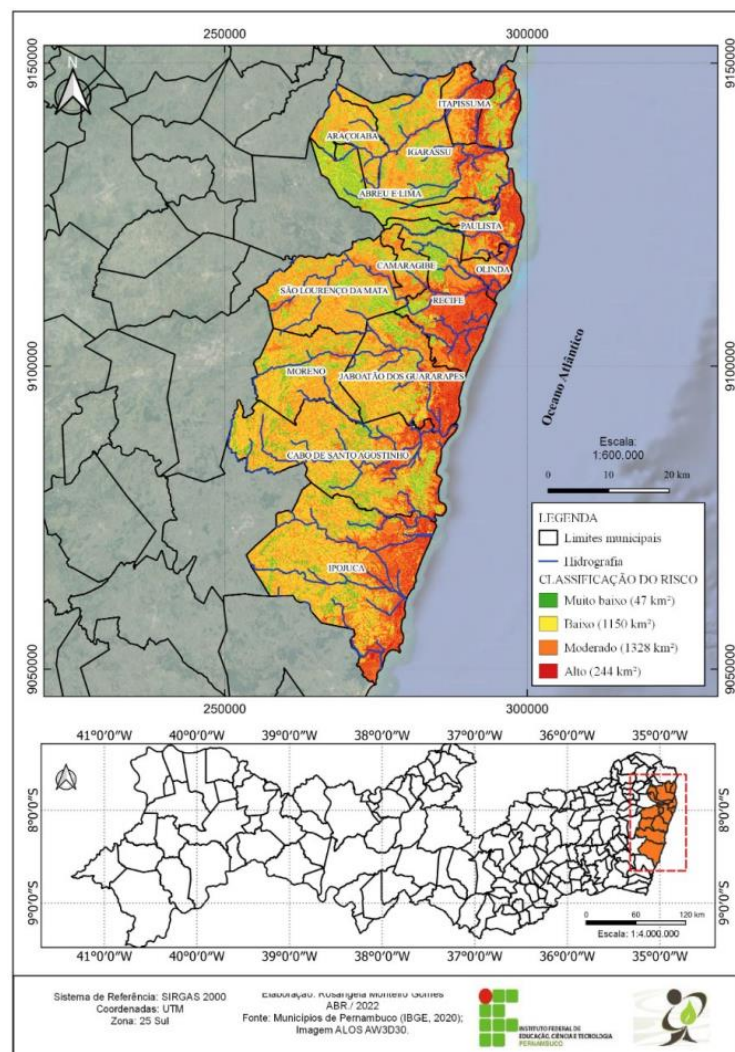 250000
300000
9150000
9150000
N
ITAPISSUMA
ARAÇOIABA
IGARASSU
ABREU E LIMA
PAULISTA
CAMARAGIBE
OLINDA
SÃO LOURENÇO DA MATA
RECIFE
9100000
9100000
MORENO
JABOATÃO DOS GUARARAPES
Oceano Atlântico
CABO DE SANTO AGOSTINHO
Escala:
1:600.000
0 10 20 km
IPOJUCA
LEGENDA
Limites municipais
Hidrografia
CLASSIFICAÇÃO DO RISCO
Muito baixo (47 km²)
Baixo (1150 km²)
Moderado (1328 km²)
Alto (244 km²)
9050000
9050000
250000
300000
41°0'0"S 40°0'0"S 39°0'0"S 38°0'0"S 37°0'0"S 36°0'0"S 35°0'0"S
8°0'0"S
8°0'0"S
9°0'0"S
9°0'0"S
0 60 120 km
Escala: 1:4.000.000
41°0'0"S 40°0'0"S 39°0'0"S 38°0'0"S 37°0'0"S 36°0'0"S 35°0'0"S
Sistema de Referência: SIRGAS 2000
Coordenadas: UTM
Zona: 25 Sul
Elaboração: Rosangela Monteiro Gomes
ABR./ 2022
Fonte: Municípios de Pernambuco (IBGE, 2020);
Imagem ALOS AW3D30.
INSTITUTO FEDERAL DE
EDUCAÇÃO, CIÊNCIA E TECNOLOGIA
PERNAMBUCO